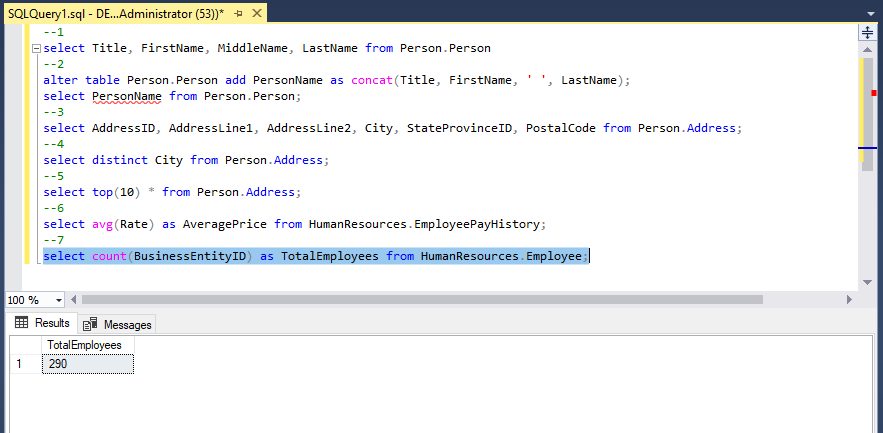 SQLQuery1.sql - DE...Administrator (53))*
--1
select Title, FirstName, MiddleName, LastName from Person.Person
--2
alter table Person.Person add PersonName as concat(Title, FirstName, ' ', LastName);
select PersonName from Person.Person;
--3
select AddressID, AddressLine1, AddressLine2, City, StateProvinceID, PostalCode from Person.Address;
--4
select distinct City from Person.Address;
--5
select top(10) * from Person.Address;
--6
select avg(Rate) as AveragePrice from HumanResources.EmployeePayHistory;
--7
select count(BusinessEntityID) as TotalEmployees from HumanResources.Employee;
100 %
Results Messages
TotalEmployees
1 290